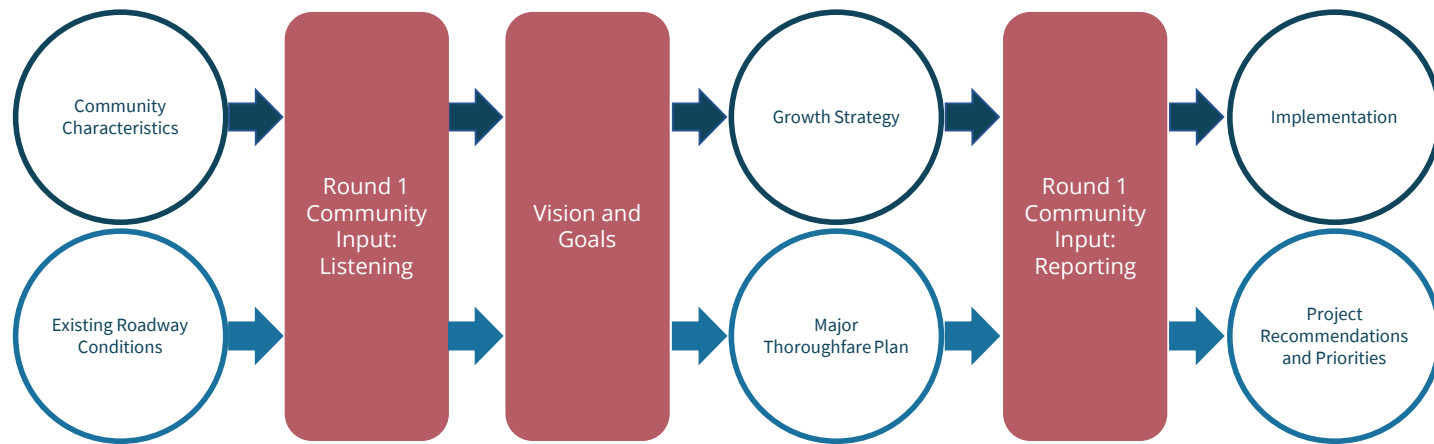 Community
Characteristics
Existing Roadway
Conditions
Round 1
Community
Input:
Listening
Vision and
Goals
Growth Strategy
Major
Thoroughfare Plan
Round 1
Community
Input:
Reporting
Implementation
Project
Recommendations
and Priorities